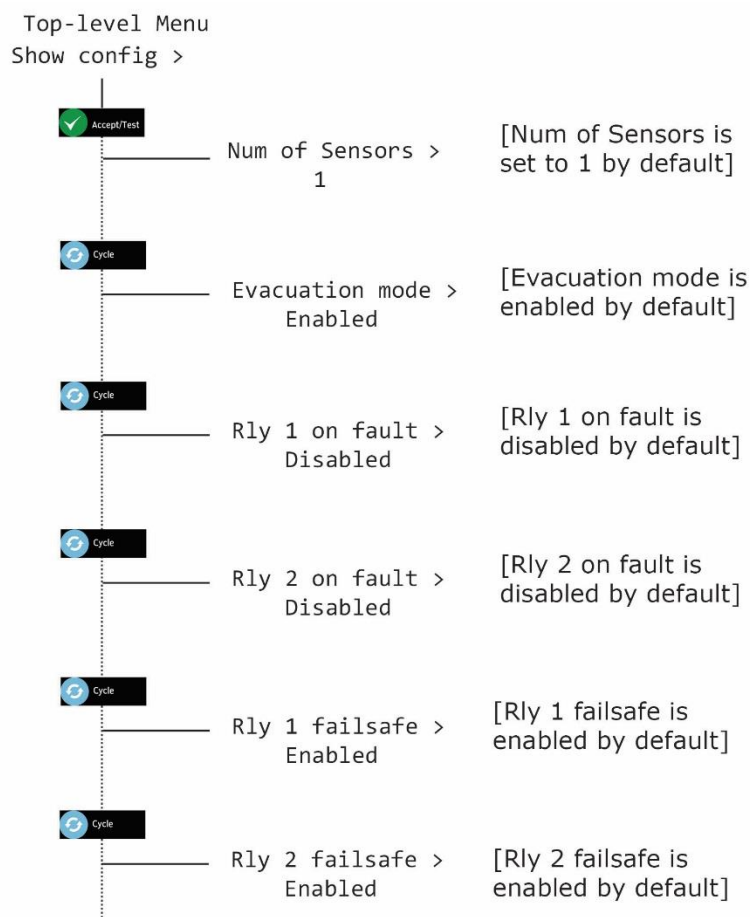 Top-level Menu
Show config >
Accept/Test
Num of Sensors >
1
[Num of Sensors is
set to 1 by default]
Cycle
Evacuation mode >
Enabled
[Evacuation mode is
enabled by default]
Cycle
Rly 1 on fault >
Disabled
[Rly 1 on fault is
disabled by default]
Cycle
Rly 2 on fault >
Disabled
[Rly 2 on fault is
disabled by default]
Cycle
Rly 1 failsafe >
Enabled
[Rly 1 failsafe is
enabled by default]
Cycle
Rly 2 failsafe >
Enabled
[Rly 2 failsafe is
enabled by default]